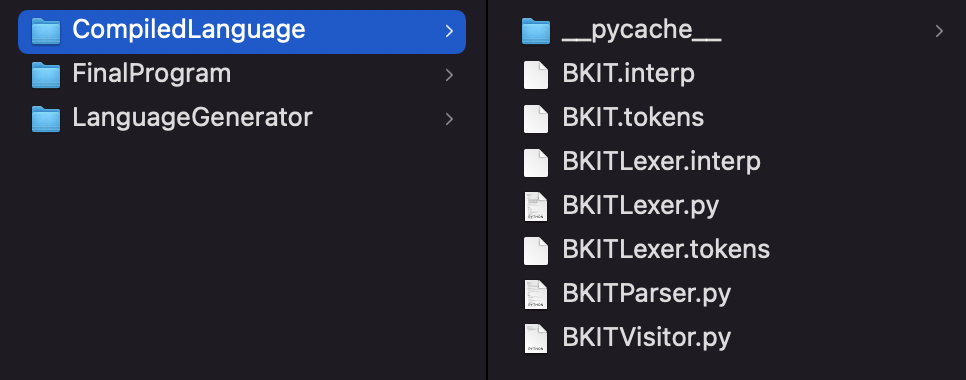 CompiledLanguage
FinalProgram
LanguageGenerator
__pycache__
BKIT.interp
BKIT.tokens
BKITLexer.interp
BKITLexer.py
BKITLexer.tokens
BKITParser.py
BKITVisitor.py